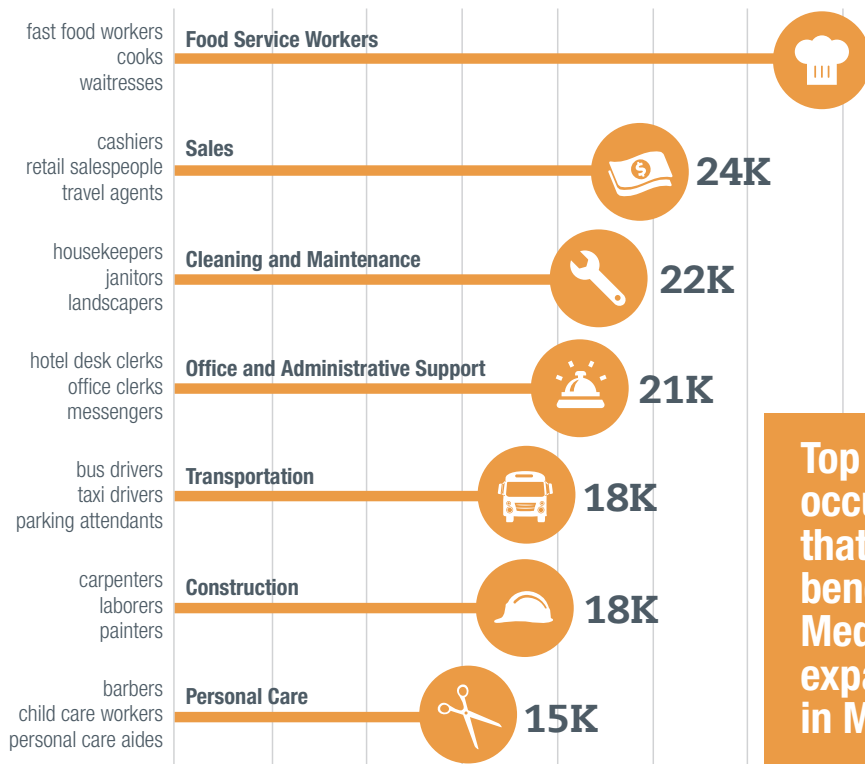 fast food workers
cooks
waitresses
Food Service Workers
cashiers
retail salespeople
travel agents
Sales
24K
housekeepers
janitors
landscapers
Cleaning and Maintenance
22K
hotel desk clerks
office clerks
messengers
Office and Administrative Support
21K
bus drivers
taxi drivers
parking attendants
Transportation
18K
carpenters
laborers
painters
Construction
18K
barbers
child care workers
personal care aides
Personal Care
15K
Top
that
in